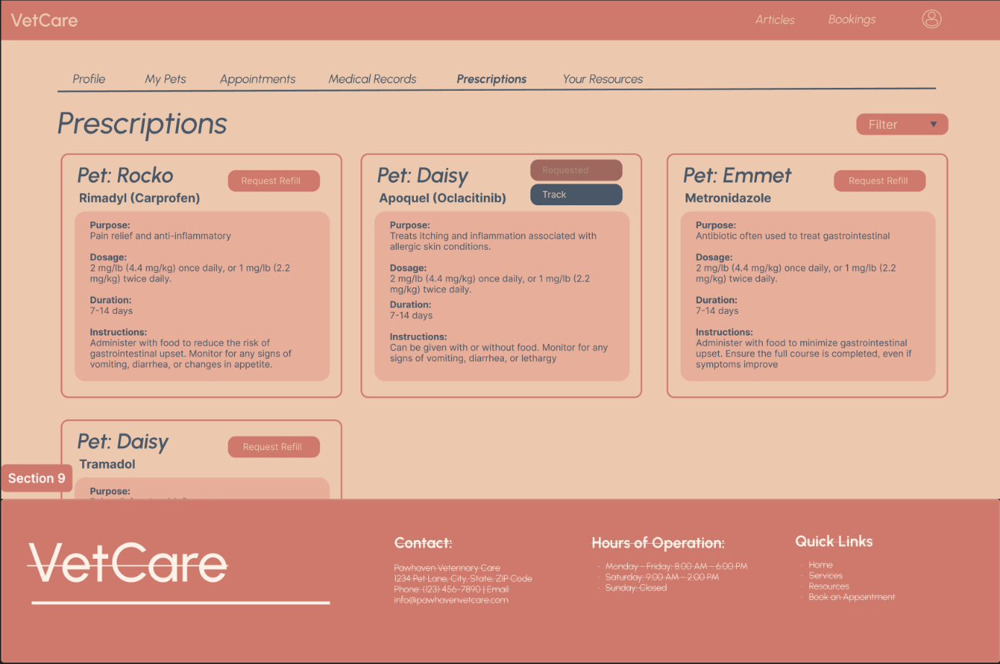 VetCare
Articles
Bookings
Profile
My Pets
Appointments
Medical Records
Prescriptions
Your Resources
Prescriptions
Filter
Pet: Rocko
Request Refill
Rimadyl (Carprofen)
Purpose:
Pain relief and anti-inflammatory
Dosage:
2 mg/lb (4.4 mg/kg) once daily, or 1 mg/lb (2.2
mg/kg) twice daily.
Duration:
7-14 days
Instructions:
Administer with food to reduce the risk of
gastrointestinal upset. Monitor for any signs of
vomiting, diarrhea, or changes in appetite.
Pet: Daisy
Requested
Track
Apoquel (Oclacitinib)
Purpose:
Treats itching and inflammation associated with
allergic skin conditions.
Dosage:
2 mg/lb (4.4 mg/kg) once daily, or 1 mg/lb (2.2
mg/kg) twice daily.
Duration:
7-14 days
Instructions:
Can be given with or without food. Monitor for any
signs of vomiting, diarrhea, or lethargy
Pet: Emmet
Request Refill
Metronidazole
Purpose:
Antibiotic often used to treat gastrointestinal
Dosage:
2 mg/lb (4.4 mg/kg) once daily, or 1 mg/lb (2.2
mg/kg) twice daily.
Duration:
7-14 days
Instructions:
Administer with food to minimize gastrointestinal
upset. Ensure the full course is completed, even if
symptoms improve
Pet: Daisy
Request Refill
Tramadol
Purpose:
Section 9
VetCare
Contact:
Pawhaven Veterinary Care
1234 Pet Lane, City, State, ZIP Code
Phone: (123) 456-7890 | Email:
info@pawhavenvetcare.com
Hours of Operation:
· Monday - Friday: 8:00 AM - 6:00 PM
· Saturday: 9:00 AM - 2:00 PM
· Sunday: Closed
Quick Links
· Home
· Services
· Resources
· Book an Appointment